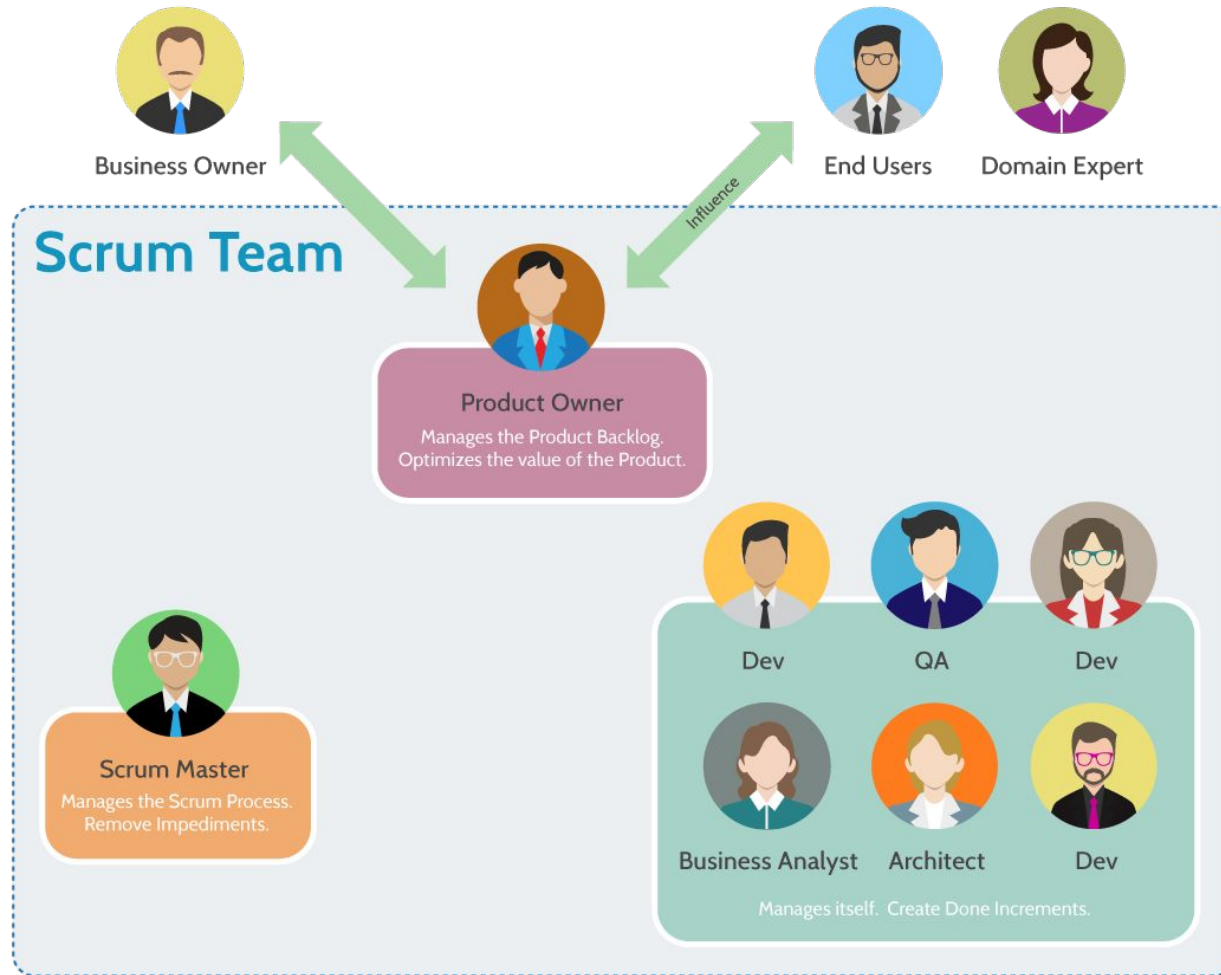 Business Owner
End Users
Domain Expert
Influence
Scrum Team
Product Owner
Manages the Product Backlog.
Optimizes the value of the Product.
Dev
QA
Dev
Scrum Master
Manages the Scrum Process.
Remove Impediments.
Business Analyst
Architect
Dev
Manages itself. Create Done Increments.